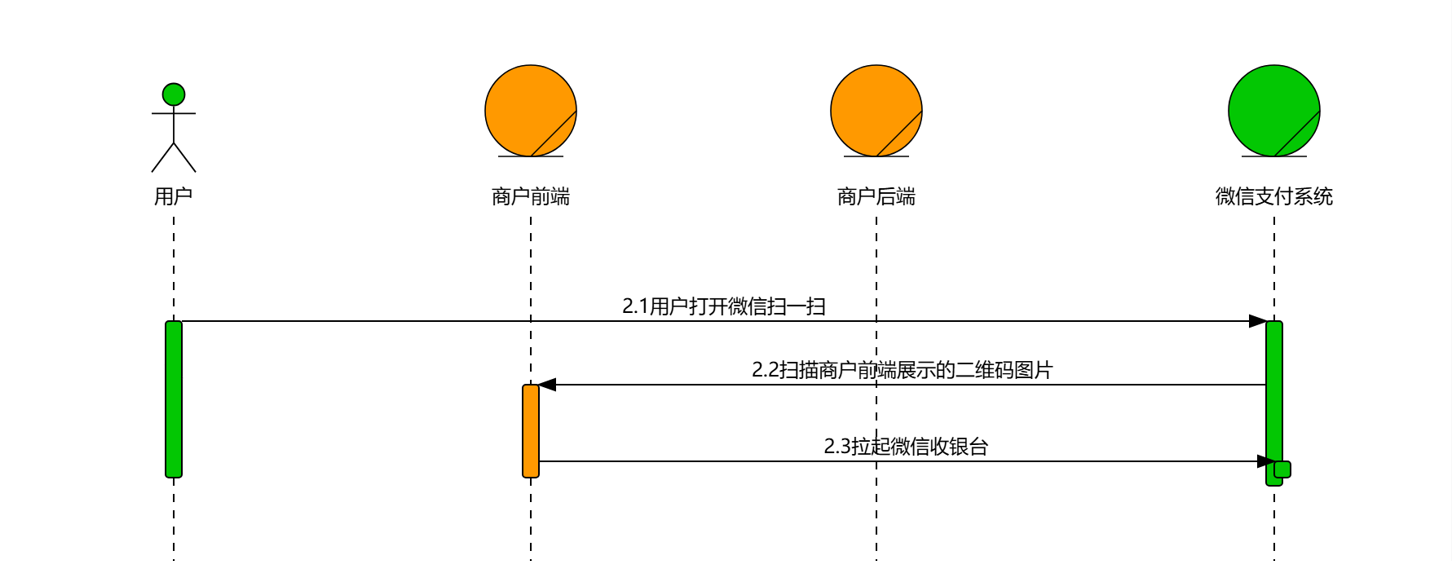 用户
商户前端
商户后端
微信支付系统
2.1用户打开微信扫一扫
2.2扫描商户前端展示的二维码图片
2.3拉起微信收银台